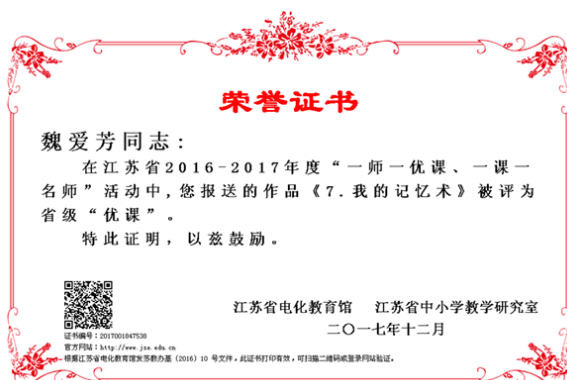 荣誉证书
魏爱芳同志：
在江苏省2016-2017年度“一师一优课、一课一
名师”活动中,您报送的作品《7.我的记忆术》被评为
省级“优课”。
特此证明，以兹鼓励。
江苏省电化教育馆 江苏省中小学教学研究室
二〇一七年十二月
证书编号：2017001847530
官方网站：http://www.jse.edu.cn
根据江苏省电化教育馆发苏教办基（2016）10 号文件，此证书打印有效，可扫描二维码或登录网站验证。